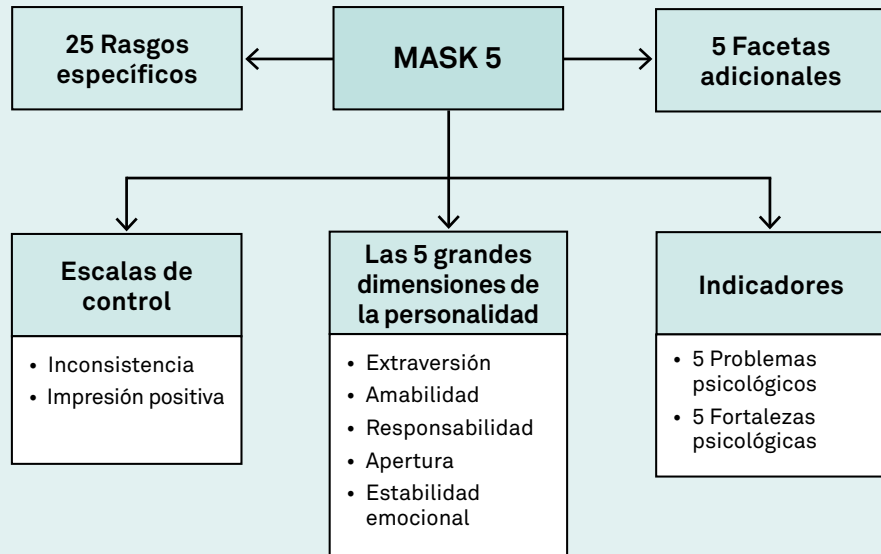 25 Rasgos
específicos
MASK 5
5 Facetas
adicionales
Escalas de
control
• Inconsistencia
• Impresión positiva
Las 5 grandes
dimensiones de
la personalidad
• Extraversión
• Amabilidad
• Responsabilidad
• Apertura
• Estabilidad
emocional
Indicadores
• 5 Problemas
psicológicos
• 5 Fortalezas
psicológicas